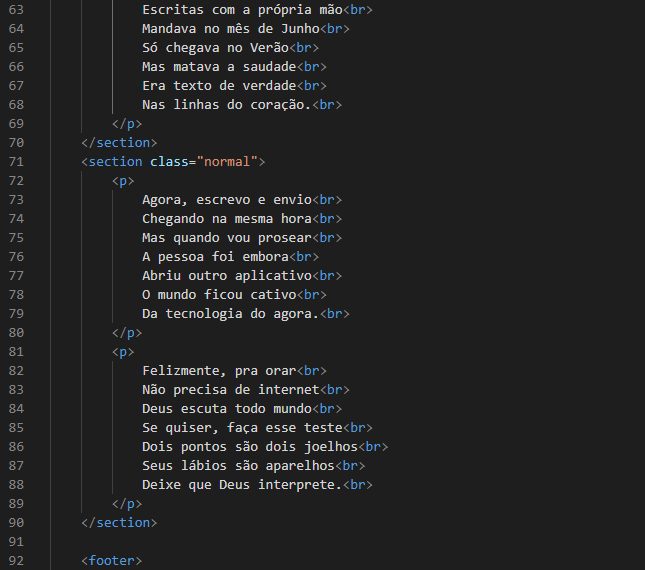 63 Escritas com a própria mão<br>
64 Mandava no mês de Junho<br>
65 Só chegava no Verão<br>
66 Mas matava a saudade<br>
67 Era texto de verdade<br>
68 Nas linhas do coração.<br>
69 </p>
70 </section>
71 <section class="normal">
72 <p>
73 Agora, escrevo e envio<br>
74 Chegando na mesma hora<br>
75 Mas quando vou prosear<br>
76 A pessoa foi embora<br>
77 Abriu outro aplicativo<br>
78 O mundo ficou cativo<br>
79 Da tecnologia do agora.<br>
80 </p>
81 <p>
82 Felizmente, pra orar<br>
83 Não precisa de internet<br>
84 Deus escuta todo mundo<br>
85 Se quiser, faça esse teste<br>
86 Dois pontos são dois joelhos<br>
87 Seus lábios são aparelhos<br>
88 Deixe que Deus interprete.<br>
89 </p>
90 </section>
91
92 <footer>